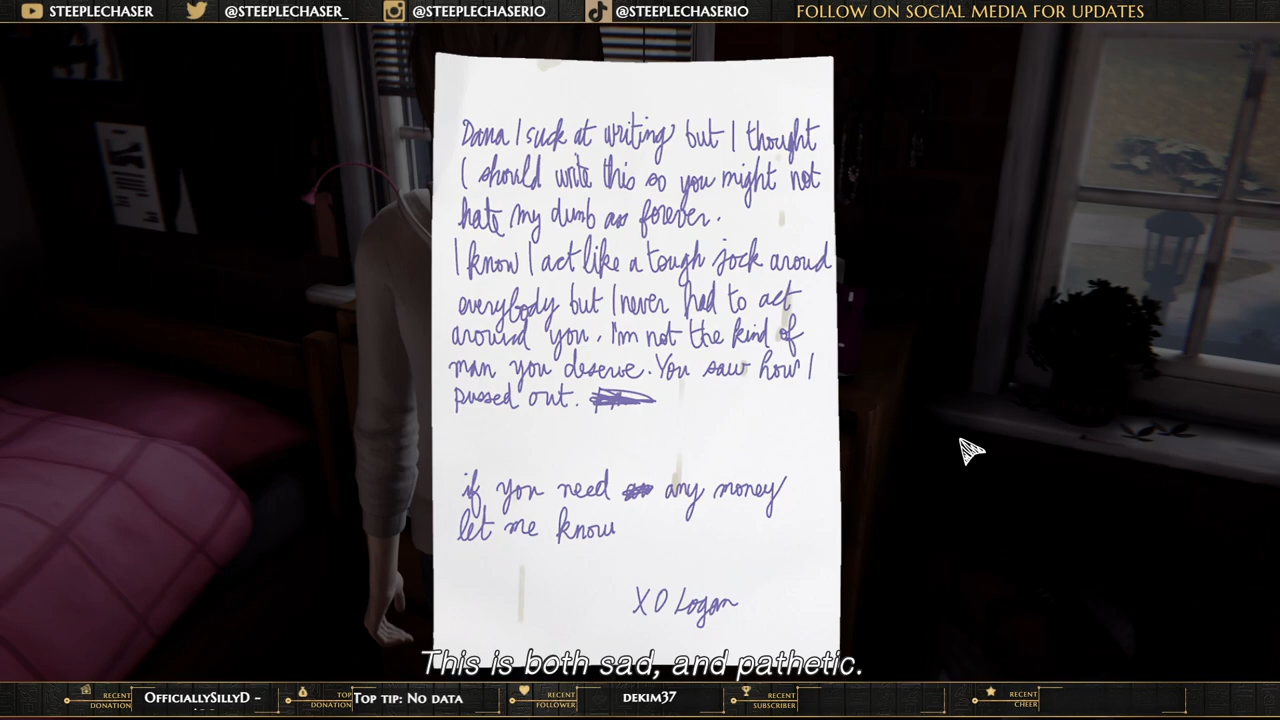 STEEPLECHASER @STEEPLECHASER_ @STEEPLECHASERIO @STEEPLECHASERIO FOLLOW ON SOCIAL MEDIA FOR UPDATES
Dana I suck at writing but I thought
I should write this so you might not
hate my dumb ass forever.
I know I act like a tough jock aroud
everybody but I never had to act
around you. I'm not the kind of
man you deserve. You saw how I
pussed out.
if you need any money
let me know
XO Logan
This is both sad, and pathetic.
RECENT DONATION OFFICIALLYSILLYD - TOP DONATION TOP TIP: NO DATA RECENT FOLLOWER DEKIM37 RECENT SUBSCRIBER RECENT CHEER